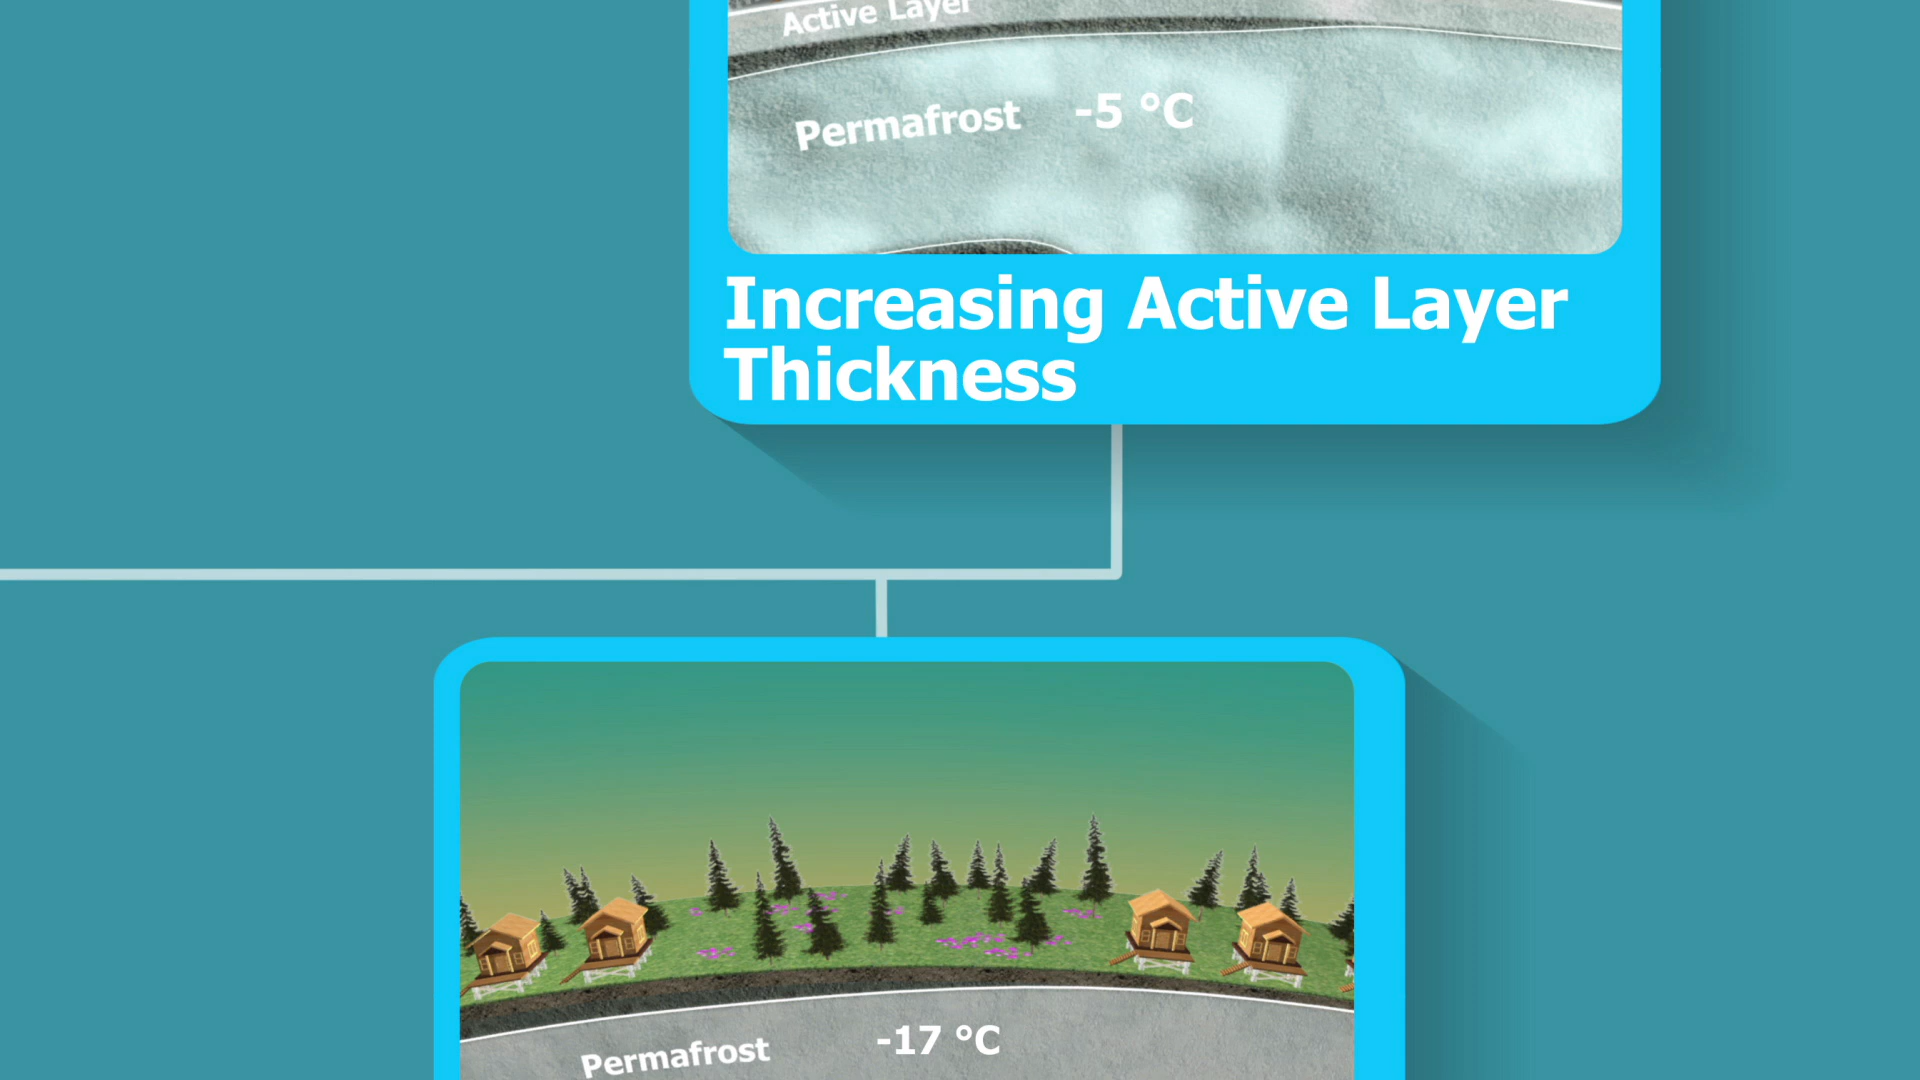 Active Layer
Permafrost -5 °C
Increasing Active Layer
Thickness
Permafrost -17 °C